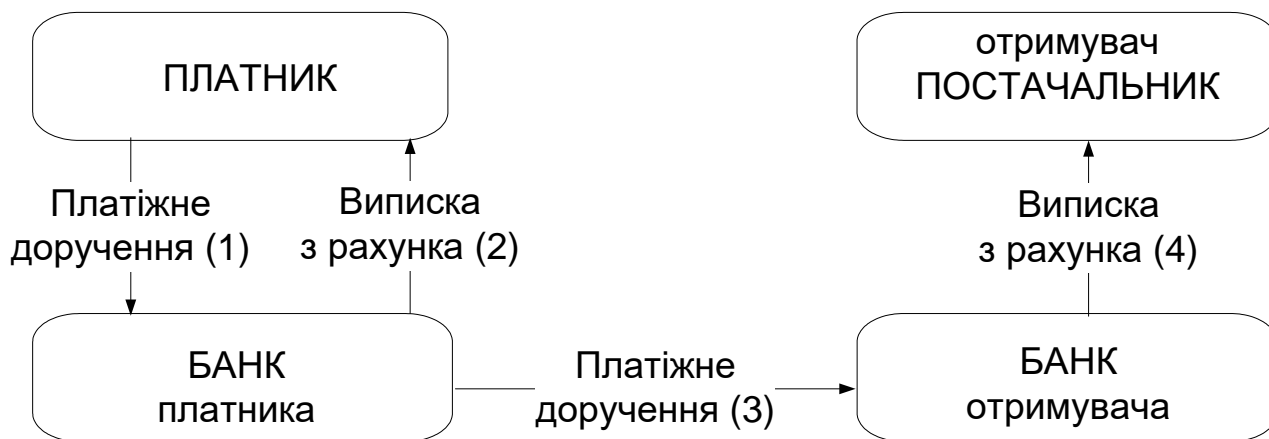 ПЛАТНИК
отримувач
ПОСТАЧАЛЬНИК
Платіжне
доручення (1)
Виписка
з рахунка (2)
Виписка
з рахунка (4)
БАНК
платника
Платіжне
доручення (3)
БАНК
отримувача